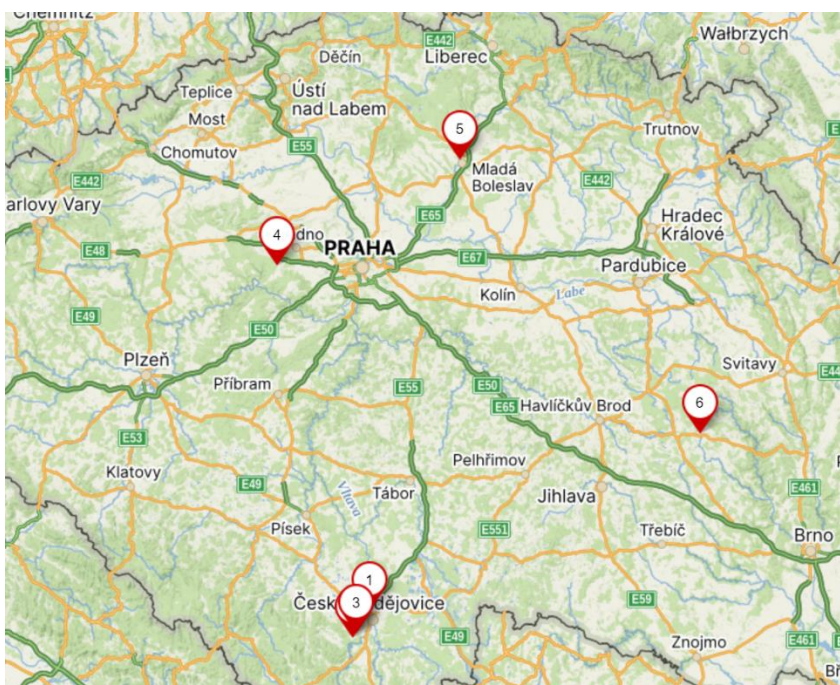 Chemnitz
E442
Děčín
Liberec
Wałbrzych
Teplice
Ústí
nad Labem
Most
Chomutov
E55
5
Trutnov
Mladá
Boleslav
E442
E442
arlovy Vary
E65
Hradec
Králové
4
dno
PRAHA
E48
E67
Pardubice
Kolín
Labe
E49
E50
Plzeň
Svitavy
E50
E44
Příbram
E55
E65
Havlíčkův Brod
6
E53
Klatovy
E49
Vltava
Tábor
Pelhřimov
Jihlava
E461
Písek
E551
Třebíč
Brno
1
Česk
3
dějovice
E59
E49
Znojmo
E461
Bř